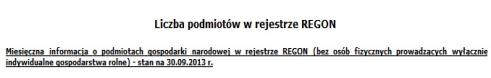 Liczba podmiotów w rejestrze REGON
Miesięczna informacja o podmiotach gospodarki narodowej w rejestrze REGON (bez osób fizycznych prowadzących wyłącznie
indywidualne gospodarstwa rolne) - stan na 30.09.2013 r.